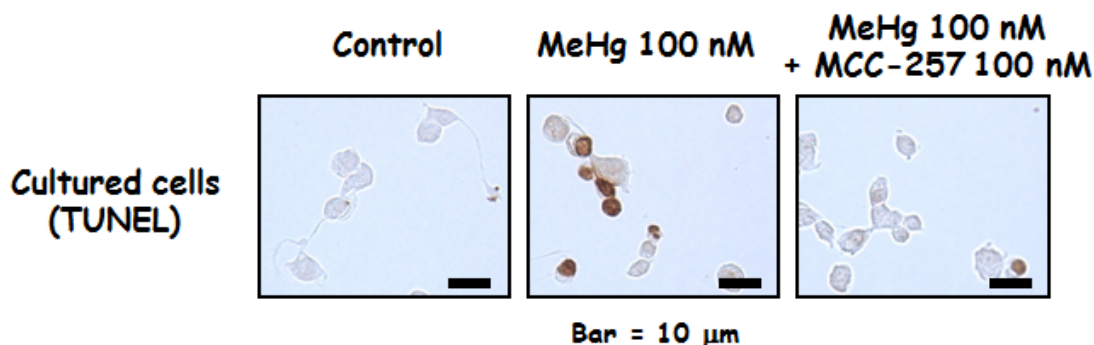 Control
MeHg 100 nM
MeHg 100 nM
+ MCC-257 100 nM
Cultured cells
(TUNEL)
Bar = 10 μm